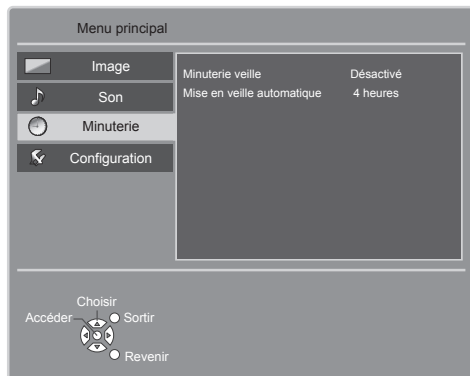 Menu principal
Image
Son
Minuterie
Configuration
Minuterie veille Désactivé
Mise en veille automatique 4 heures
Choisir
Accéder Sortir
Revenir